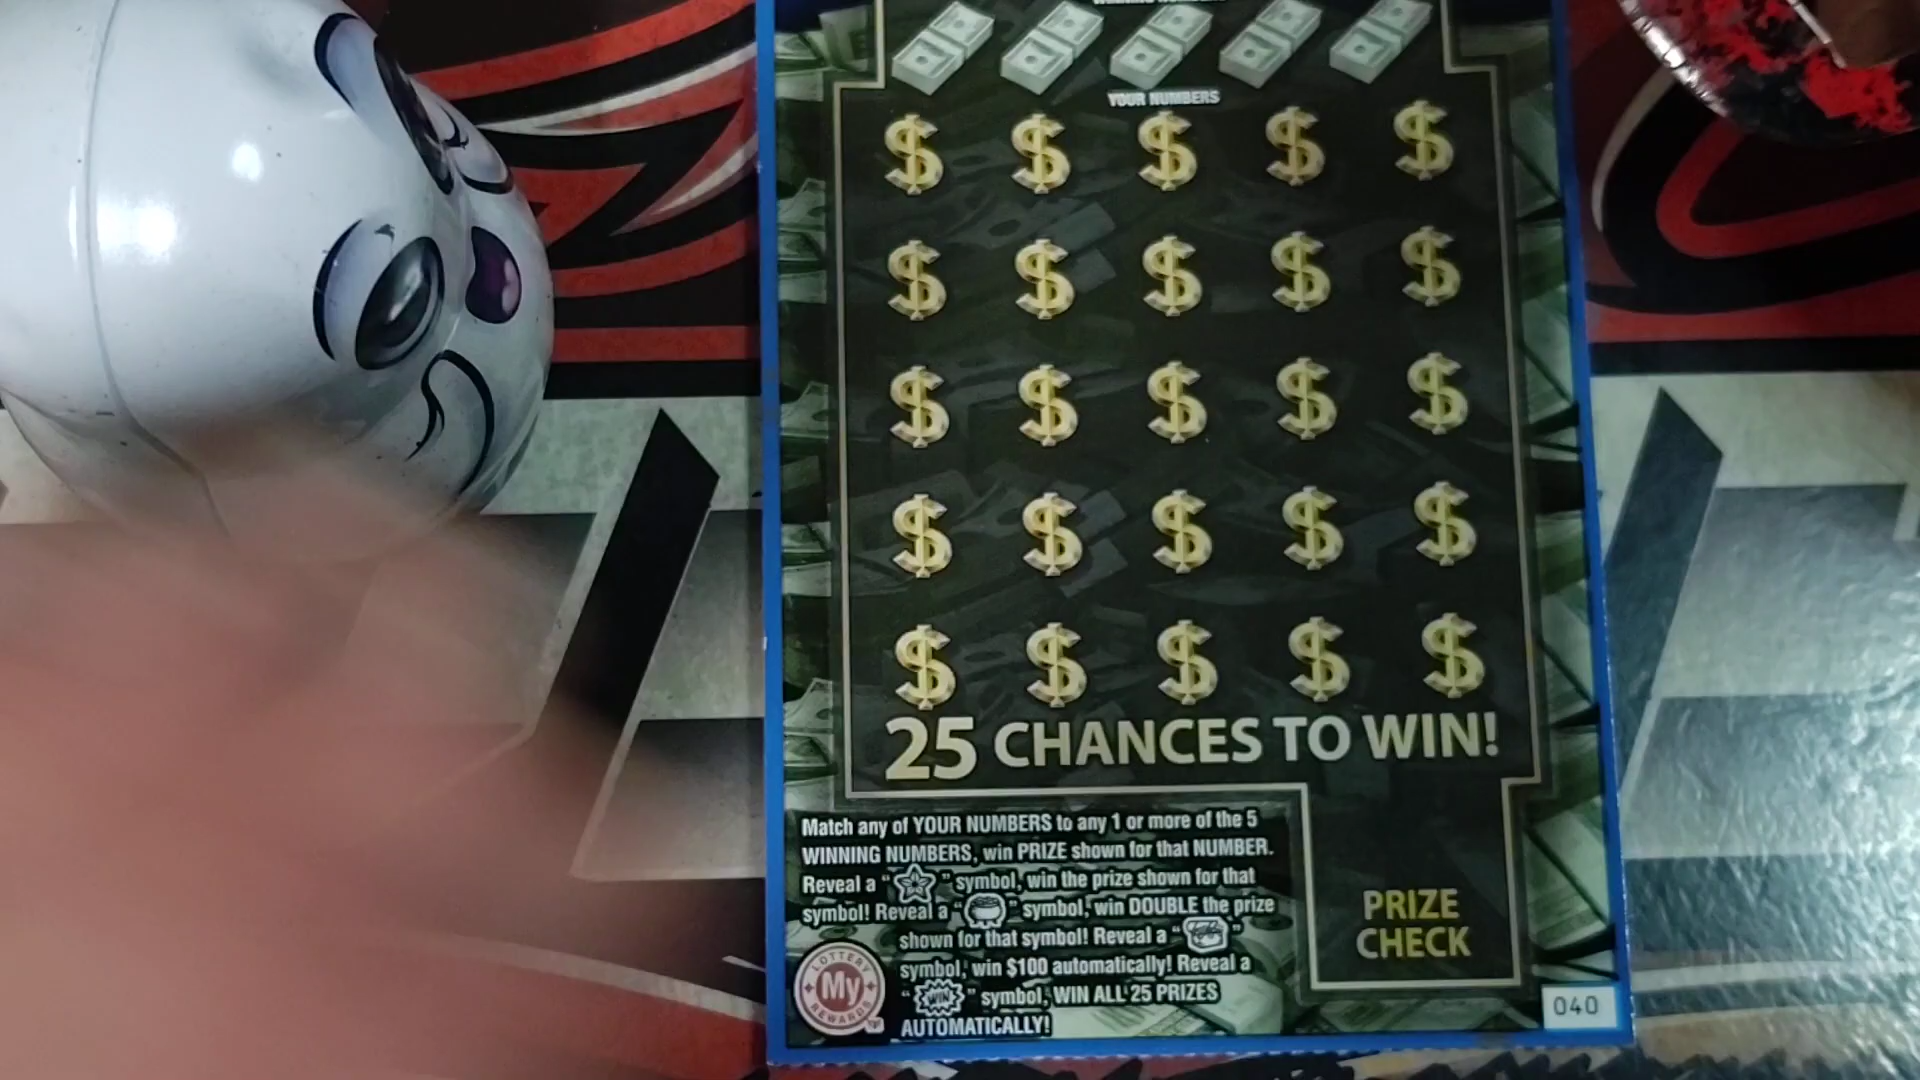 WINNING NUMBERS
YOUR NUMBERS
$ $ $ $ $
$ $ $ $ $
$ $ $ $ $
$ $ $ $ $
$ $ $ $ $
25 CHANCES TO WIN!
Match any of YOUR NUMBERS to any 1 or more of the 5
WINNING NUMBERS, win PRIZE shown for that NUMBER.
Reveal a " " symbol, win the prize shown for that
symbol! Reveal a " " symbol, win DOUBLE the prize
shown for that symbol! Reveal a " "
symbol, win $100 automatically! Reveal a
"WIN" symbol, WIN ALL 25 PRIZES
AUTOMATICALLY!
LOTTERY
My
REWARDS
PRIZE
CHECK
040